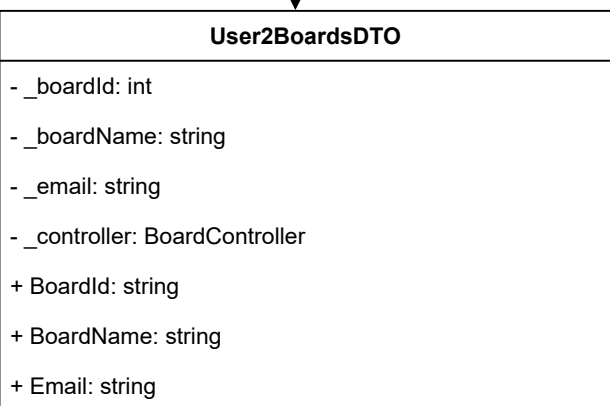 User2BoardsDTO
- _boardId: int
- _boardName: string
- _email: string
- _controller: BoardController
+ BoardId: string
+ BoardName: string
+ Email: string